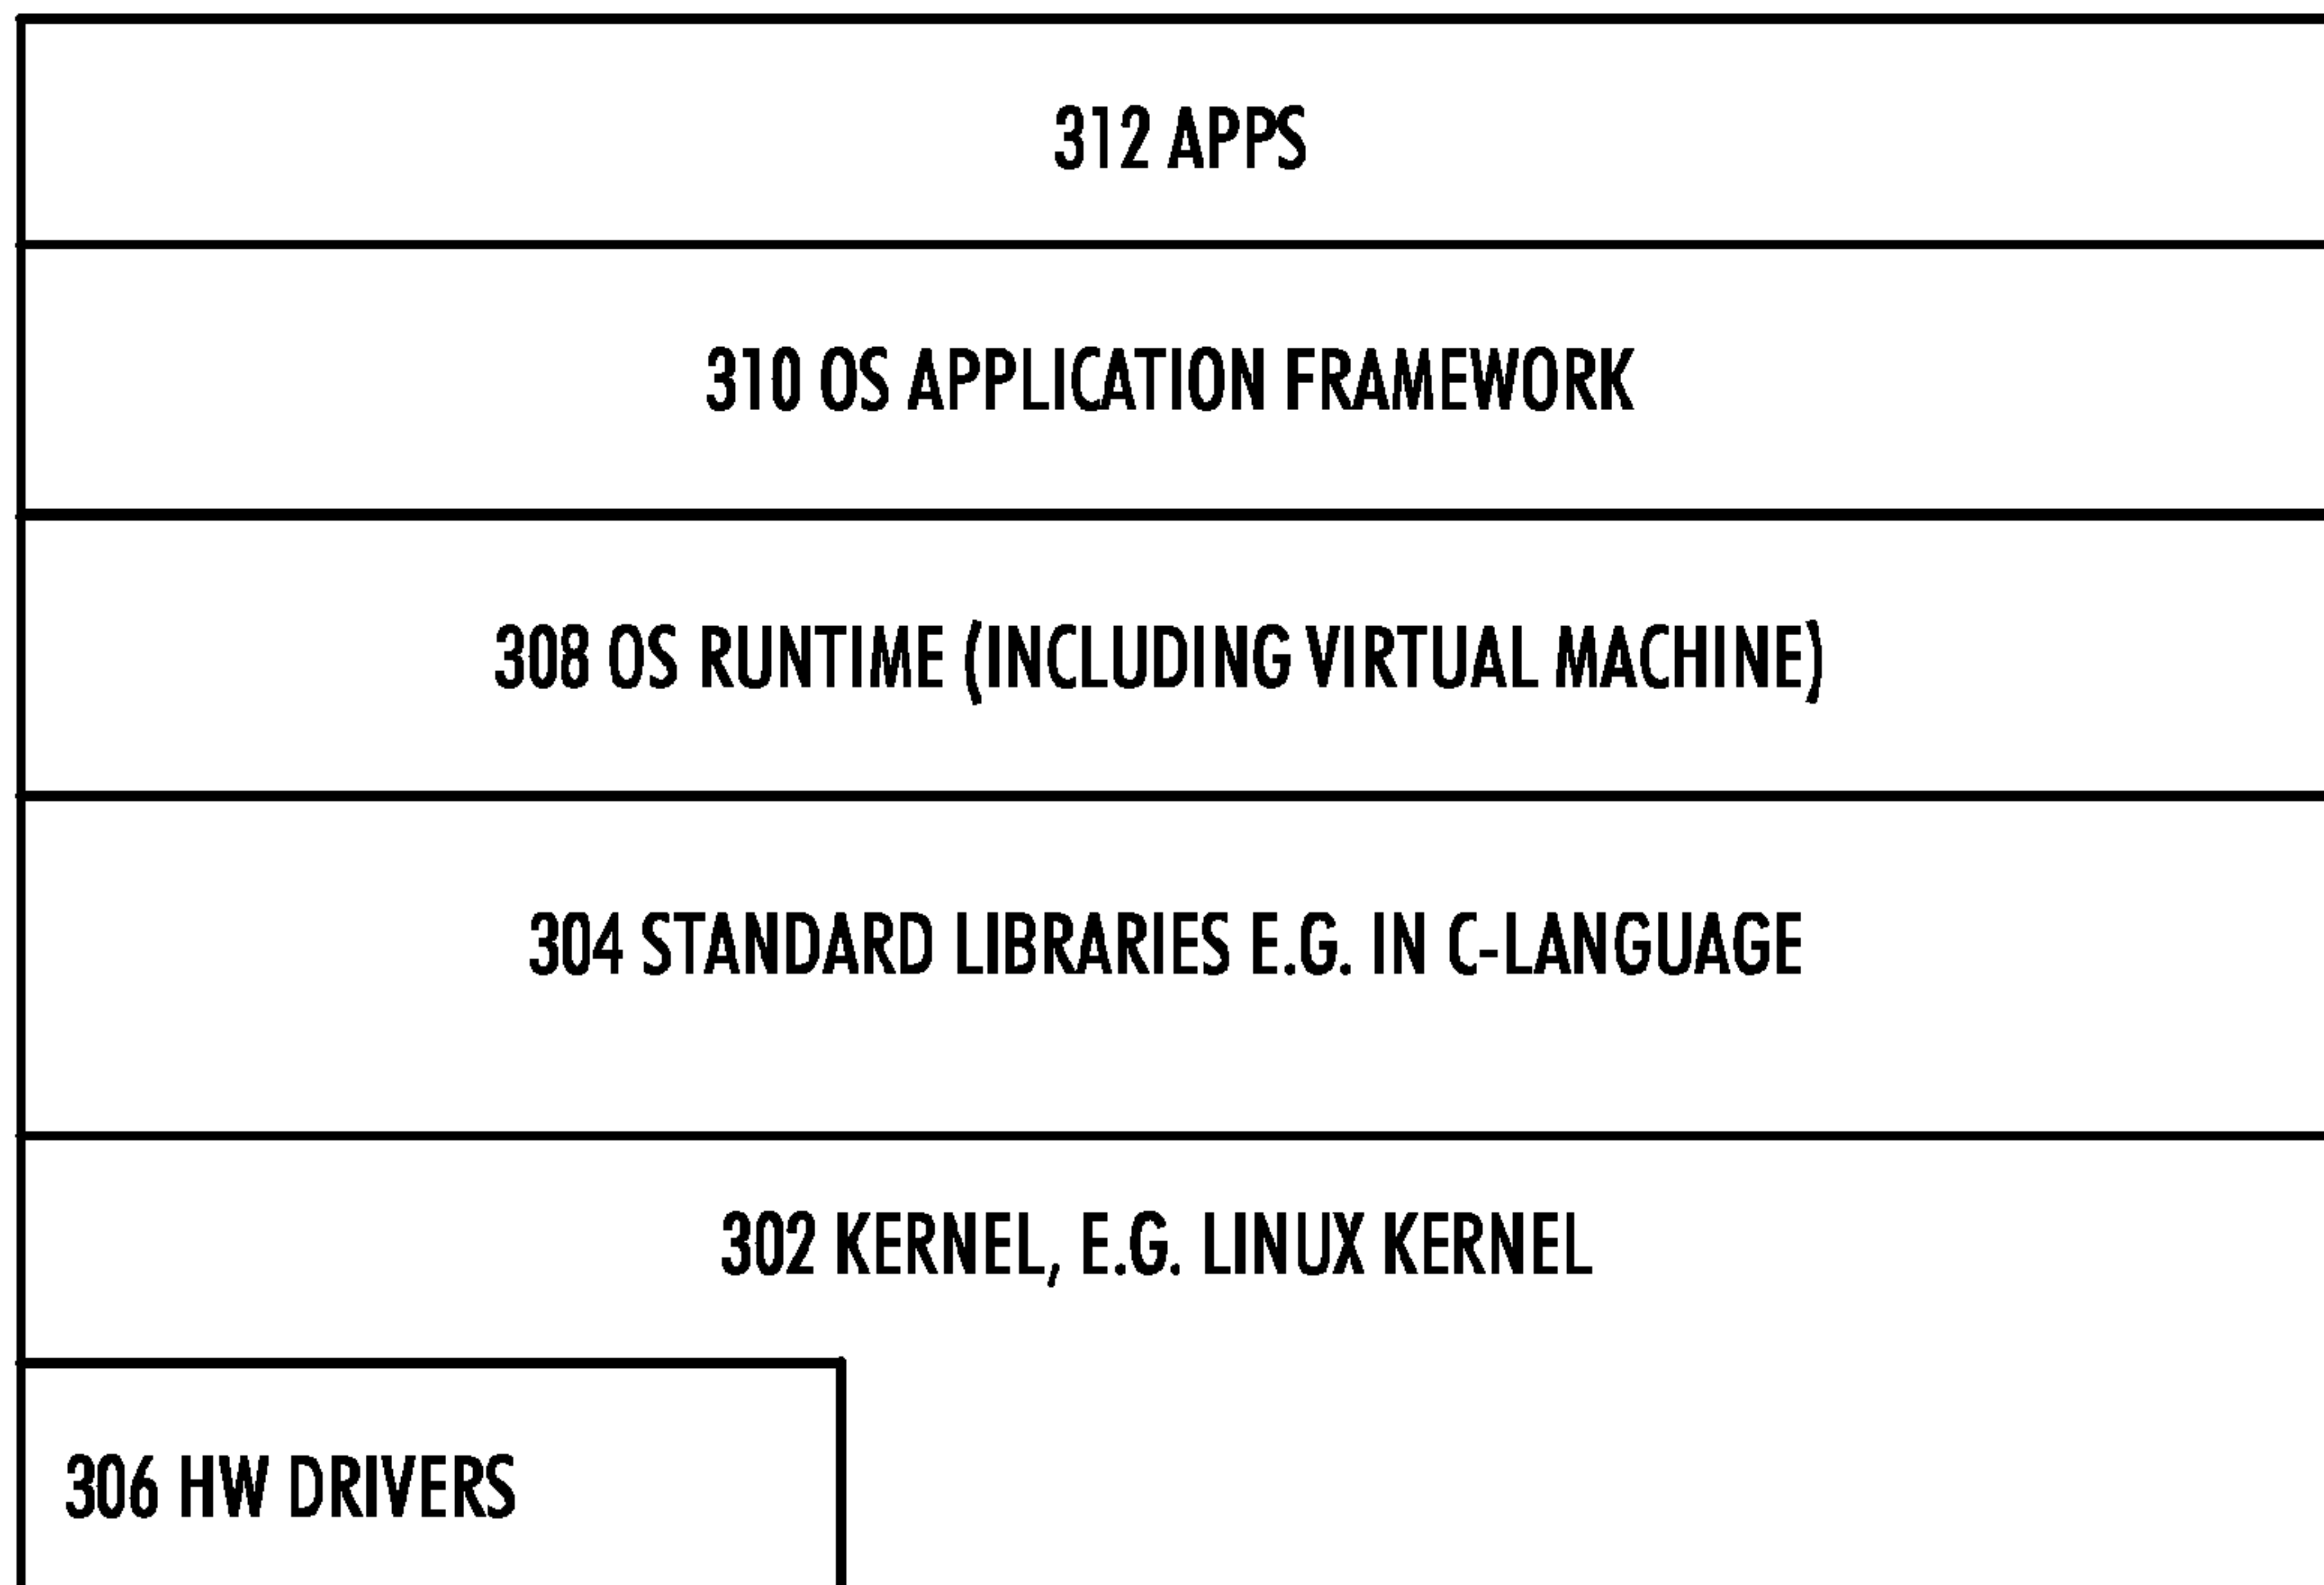 312 APPS
310 OS APPLICATION FRAMEWORK
308 OS RUNTIME (INCLUDING VIRTUAL MACHINE)
304 STANDARD LIBRARIES E.G. IN C-LANGUAGE
302 KERNEL, E.G. LINUX KERNEL
306 HW DRIVERS